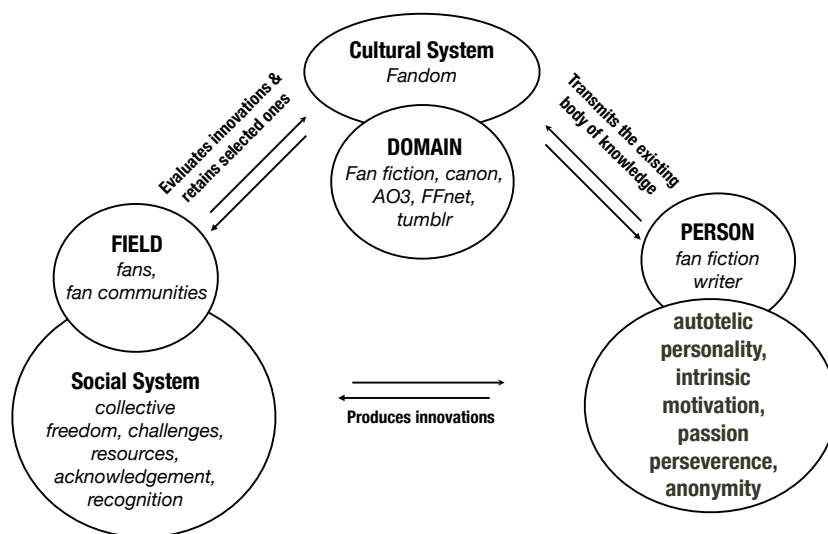 Cultural System
Fandom
DOMAIN
Fan fiction, canon,
AO3, FFnet,
tumblr
Evaluates innovations &
retains selected ones
Transmits the existing
body of knowledge
FIELD
fans,
fan communities
PERSON
fan fiction
writer
Social System
collective
freedom, challenges,
resources,
acknowledgement,
recognition
Produces innovations
autotelic
personality,
intrinsic
motivation,
passion
perseverence,
anonymity